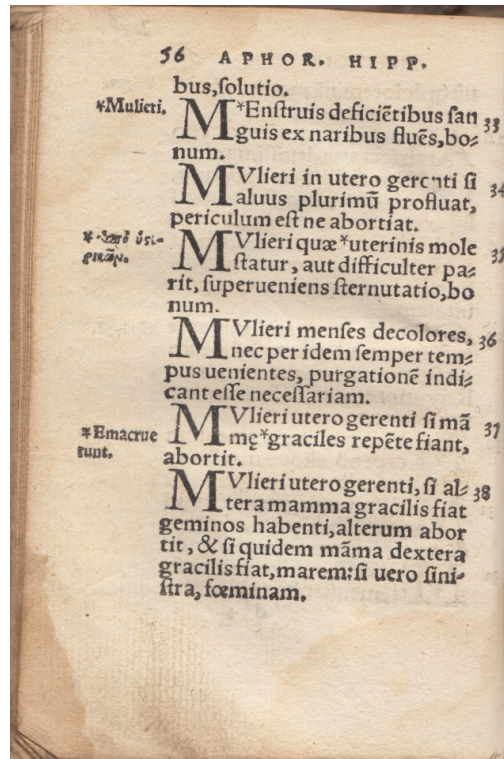 56 APHOR. HIPP.
bus,ſolutio.
*Mulieri.
M*Enſtruis deficiẽtibus ſan 33
guis ex naribus fluẽs,bo⸗
num.
MVlieri in utero gerenti ſi 34
aluus plurimũ profluat,
periculum eſt ne abortiat.
*ὑπὸ ὑςε-
ρικῶν.
MVlieri quæ *uterinis mole 35
ſtatur, aut difficulter pa⸗
rit, ſuperueniens ſternutatio,bo
num.
MVlieri menſes decolores, 36
nec per idem ſemper tem⸗
pus uenientes, purgationẽ indi⸗
cant eſſe neceſſariam.
*Emacrue
runt.
MVlieri utero gerenti ſi mã 37
mę *graciles repẽte fiant,
abortit.
MVlieri utero gerenti, ſi al⸗ 38
tera mamma gracilis fiat
geminos habenti,alterum abor
tit, & ſi quidem mãma dextera
gracilis fiat,marem:ſi uero ſini-
ſtra, fœminam.